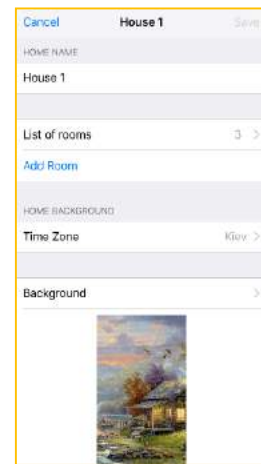 Cancel House 1 Save
HOME NAME
House 1
List of rooms 3 >
Add Room
HOME BACKGROUND
Time Zone Kiev >
Background >